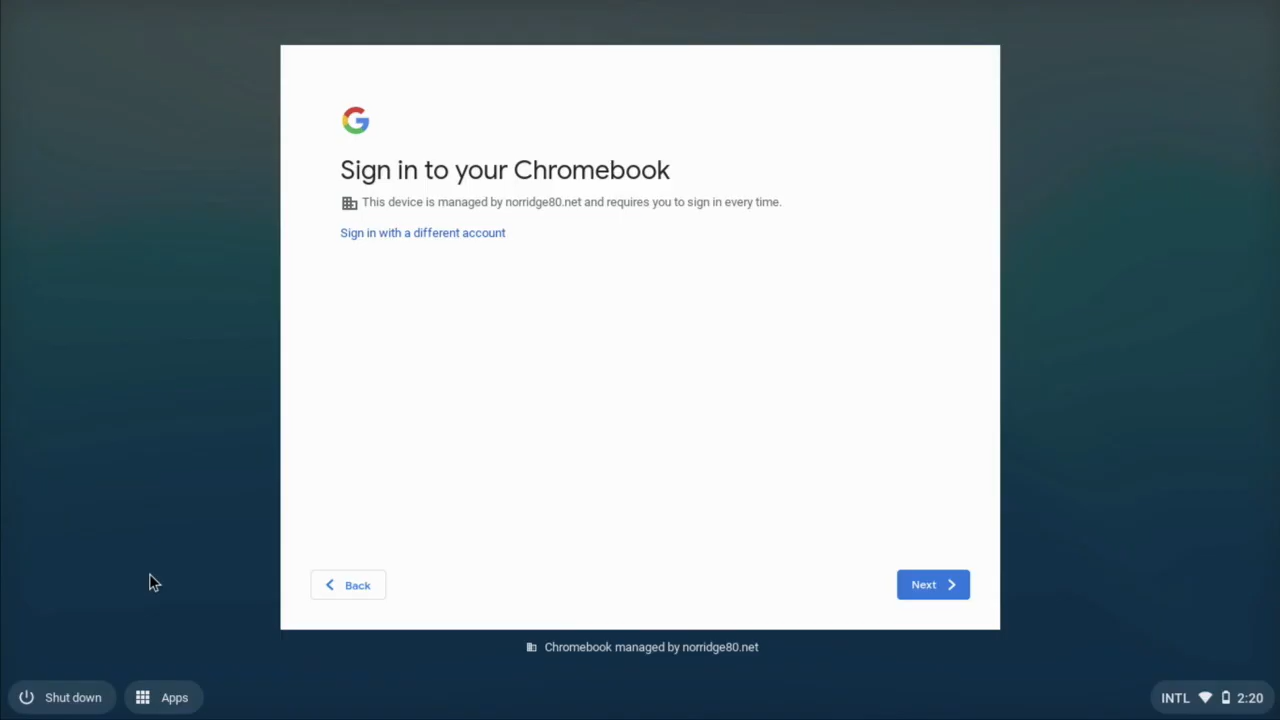 Sign in to your Chromebook
This device is managed by norridge80.net and requires you to sign in every time.
Sign in with a different account
Back
Next
Chromebook managed by norridge80.net
Shut down
Apps
INTL
2:20